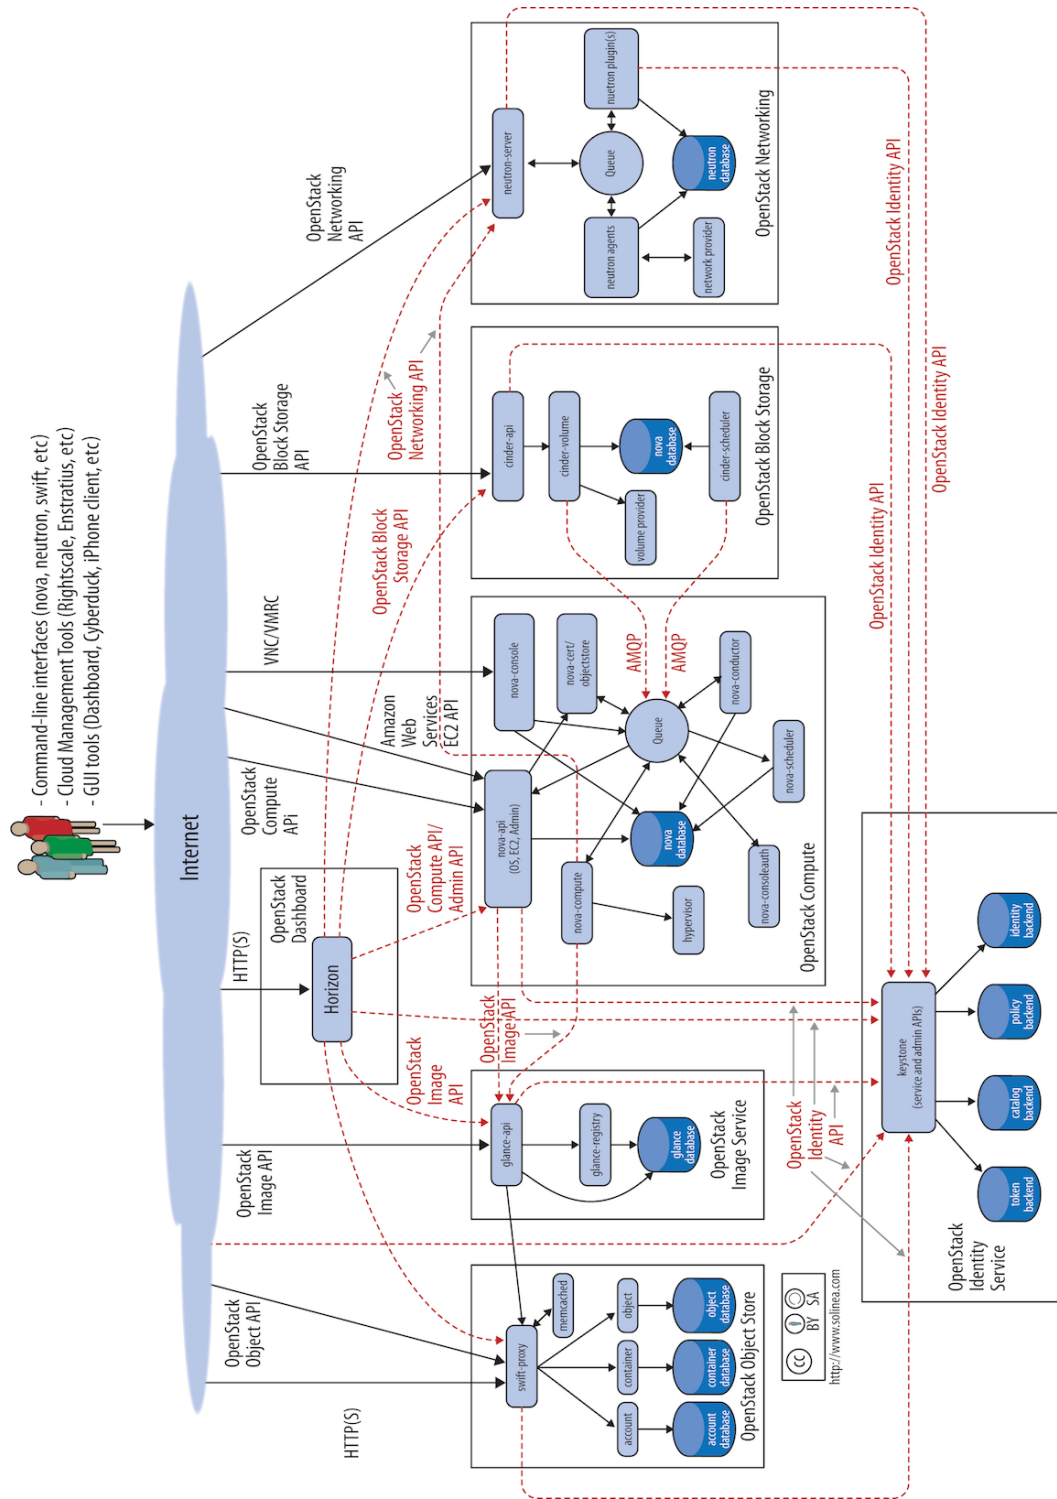 - Command-line interfaces (nova, neutron, swift, etc)
- Cloud Management Tools (Rightscale, Enstratius, etc)
- GUI tools (Dashboard, Cyberduck, iPhone client, etc)
Internet
HTTP(S)
OpenStack
Object API
OpenStack
Image API
HTTP(S)
OpenStack
Compute
APi
Amazon
Web
Services
EC2 API
VNC/VMRC
OpenStack
Block Storage
API
OpenStack
Networking
API
OpenStack
Dashboard
Horizon
OpenStack
Image
API
OpenStack
Compute API/
Admin API
OpenStack Block
Storage API
OpenStack
Networking API
swift-proxy
memcached
account
container
object
account
database
container
database
object
database
OpenStack Object Store
glance-api
glance-registry
glance
database
OpenStack
Image Service
OpenStack
Image API
nova-api
(OS, EC2, Admin)
nova-console
nova-cert/
objectstore
nova-compute
Queue
nova
database
hypervisor
nova-consoleauth
nova-scheduler
nova-conductor
OpenStack Compute
AMQP
AMQP
cinder-api
cinder-volume
volume provider
nova
database
cinder-scheduler
OpenStack Block Storage
neutron-server
neutron agents
Queue
nuetron plugin(s)
network provider
neutron
database
OpenStack Networking
OpenStack
Identity
API
OpenStack Identity API
OpenStack Identity API
OpenStack Identity API
keystone
(service and admin APIs)
token
backend
catalog
backend
policy
backend
identity
backend
OpenStack
Identity
Service
cc
BY SA
http://www.solinea.com